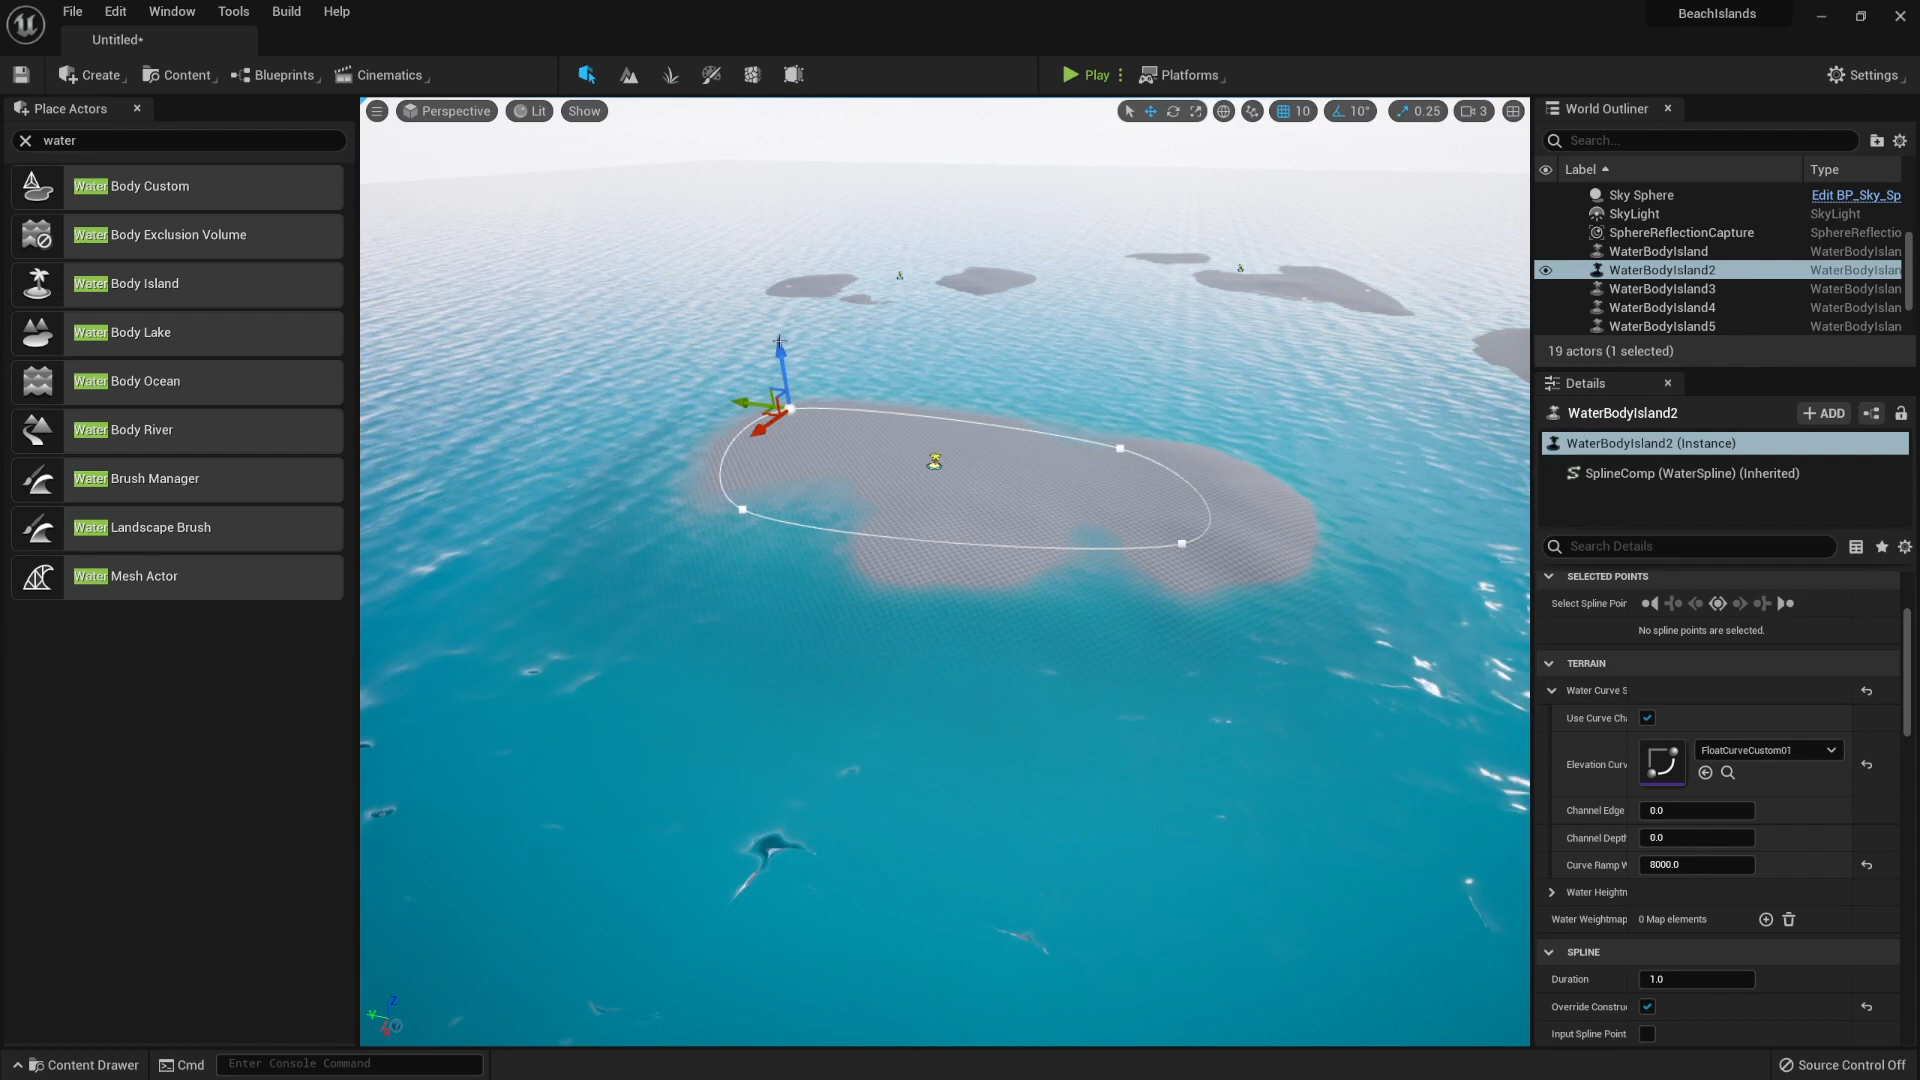 File Edit Window Tools Build Help
BeachIslands
Untitled*
Create Content Blueprints Cinematics
Play Platforms
Settings
Place Actors
Perspective Lit Show
10 10° 0.25 3
World Outliner
water
Search...
Label Type
Water Body Custom
Water Body Exclusion Volume
Water Body Island
Water Body Lake
Water Body Ocean
Water Body River
Water Brush Manager
Water Landscape Brush
Water Mesh Actor
Sky Sphere Edit BP_Sky_Sp
SkyLight SkyLight
SphereReflectionCapture SphereReflectio
WaterBodyIsland WaterBodyIslan
WaterBodyIsland2 WaterBodyIslan
WaterBodyIsland3 WaterBodyIslan
WaterBodyIsland4 WaterBodyIslan
WaterBodyIsland5 WaterBodyIslan
19 actors (1 selected)
Details
WaterBodyIsland2
ADD
WaterBodyIsland2 (Instance)
SplineComp (WaterSpline) (Inherited)
Search Details
SELECTED POINTS
Select Spline Poir
No spline points are selected.
TERRAIN
Water Curve S
Use Curve Ch
Elevation Curv FloatCurveCustom01
Channel Edge 0.0
Channel Depth 0.0
Curve Ramp W 8000.0
Water Heightn
Water Weightmap 0 Map elements
SPLINE
Duration 1.0
Override Constru
Input Spline Point
Z
Y
Content Drawer Cmd Enter Console Command
Source Control Off